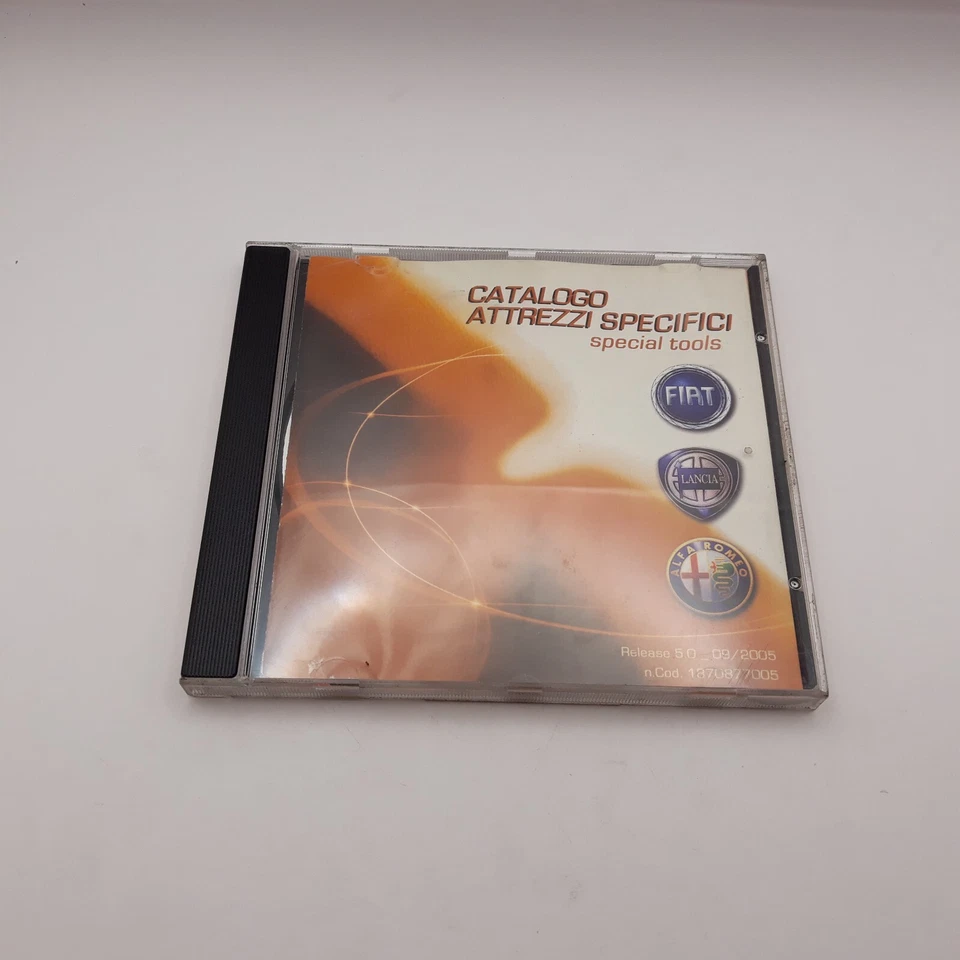 CATALOGO
ATTREZZI SPECIFICI
special tools
FIAT
LANCIA
ALFA ROMEO
Release 5.0 _ 09/2005
n.Cod. 1370877005